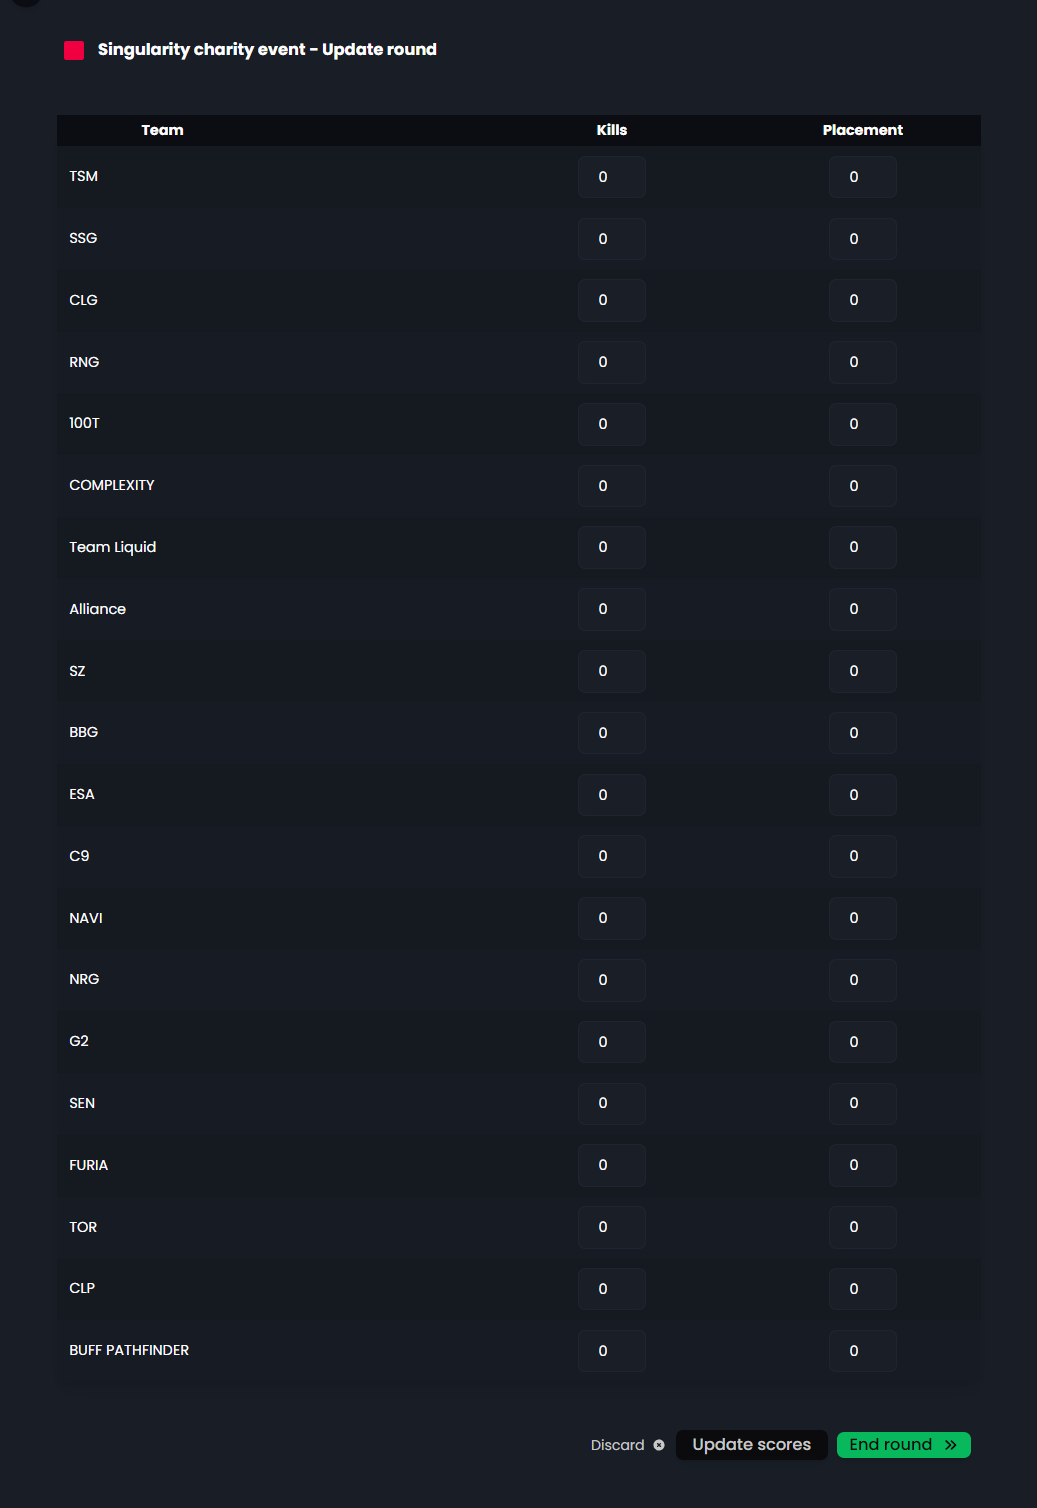 Singularity charity event - Update round
Team Kills Placement
TSM 0 0
SSG 0 0
CLG 0 0
RNG 0 0
100T 0 0
COMPLEXITY 0 0
Team Liquid 0 0
Alliance 0 0
SZ 0 0
BBG 0 0
ESA 0 0
C9 0 0
NAVI 0 0
NRG 0 0
G2 0 0
SEN 0 0
FURIA 0 0
TOR 0 0
CLP 0 0
BUFF PATHFINDER 0 0
Discard Update scores End round